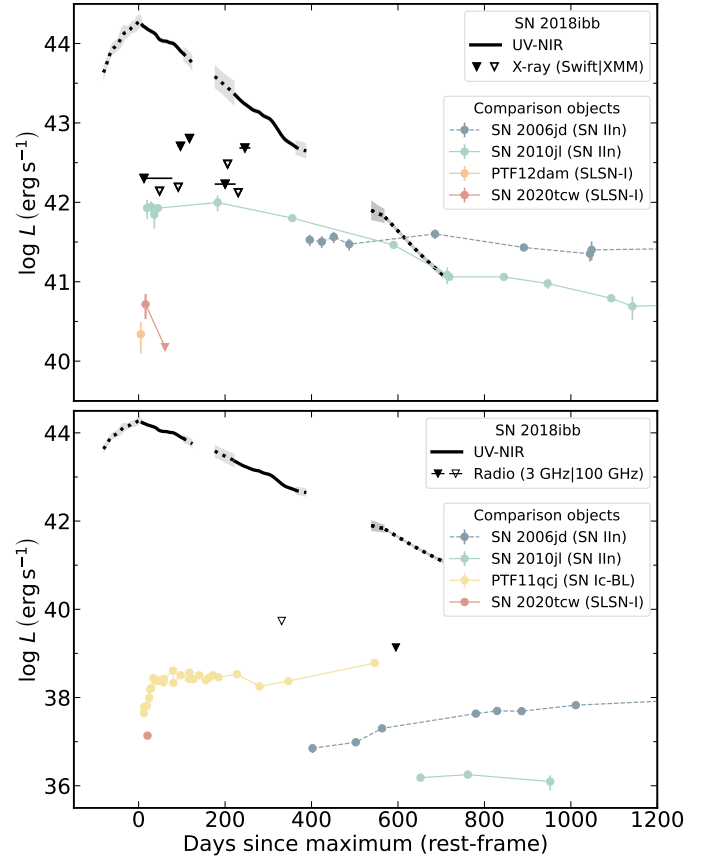 SN 2018ibb
UV-NIR
X-ray (Swift|XMM)
Comparison objects
SN 2006jd (SN IIn)
SN 2010jl (SN IIn)
PTF12dam (SLSN-I)
SN 2020tcw (SLSN-I)
44
43
42
41
40
log L (erg s⁻¹)
SN 2018ibb
UV-NIR
Radio (3 GHz|100 GHz)
Comparison objects
SN 2006jd (SN IIn)
SN 2010jl (SN IIn)
PTF11qcj (SN Ic-BL)
SN 2020tcw (SLSN-I)
44
42
40
38
36
log L (erg s⁻¹)
0 200 400 600 800 1000 1200
Days since maximum (rest-frame)